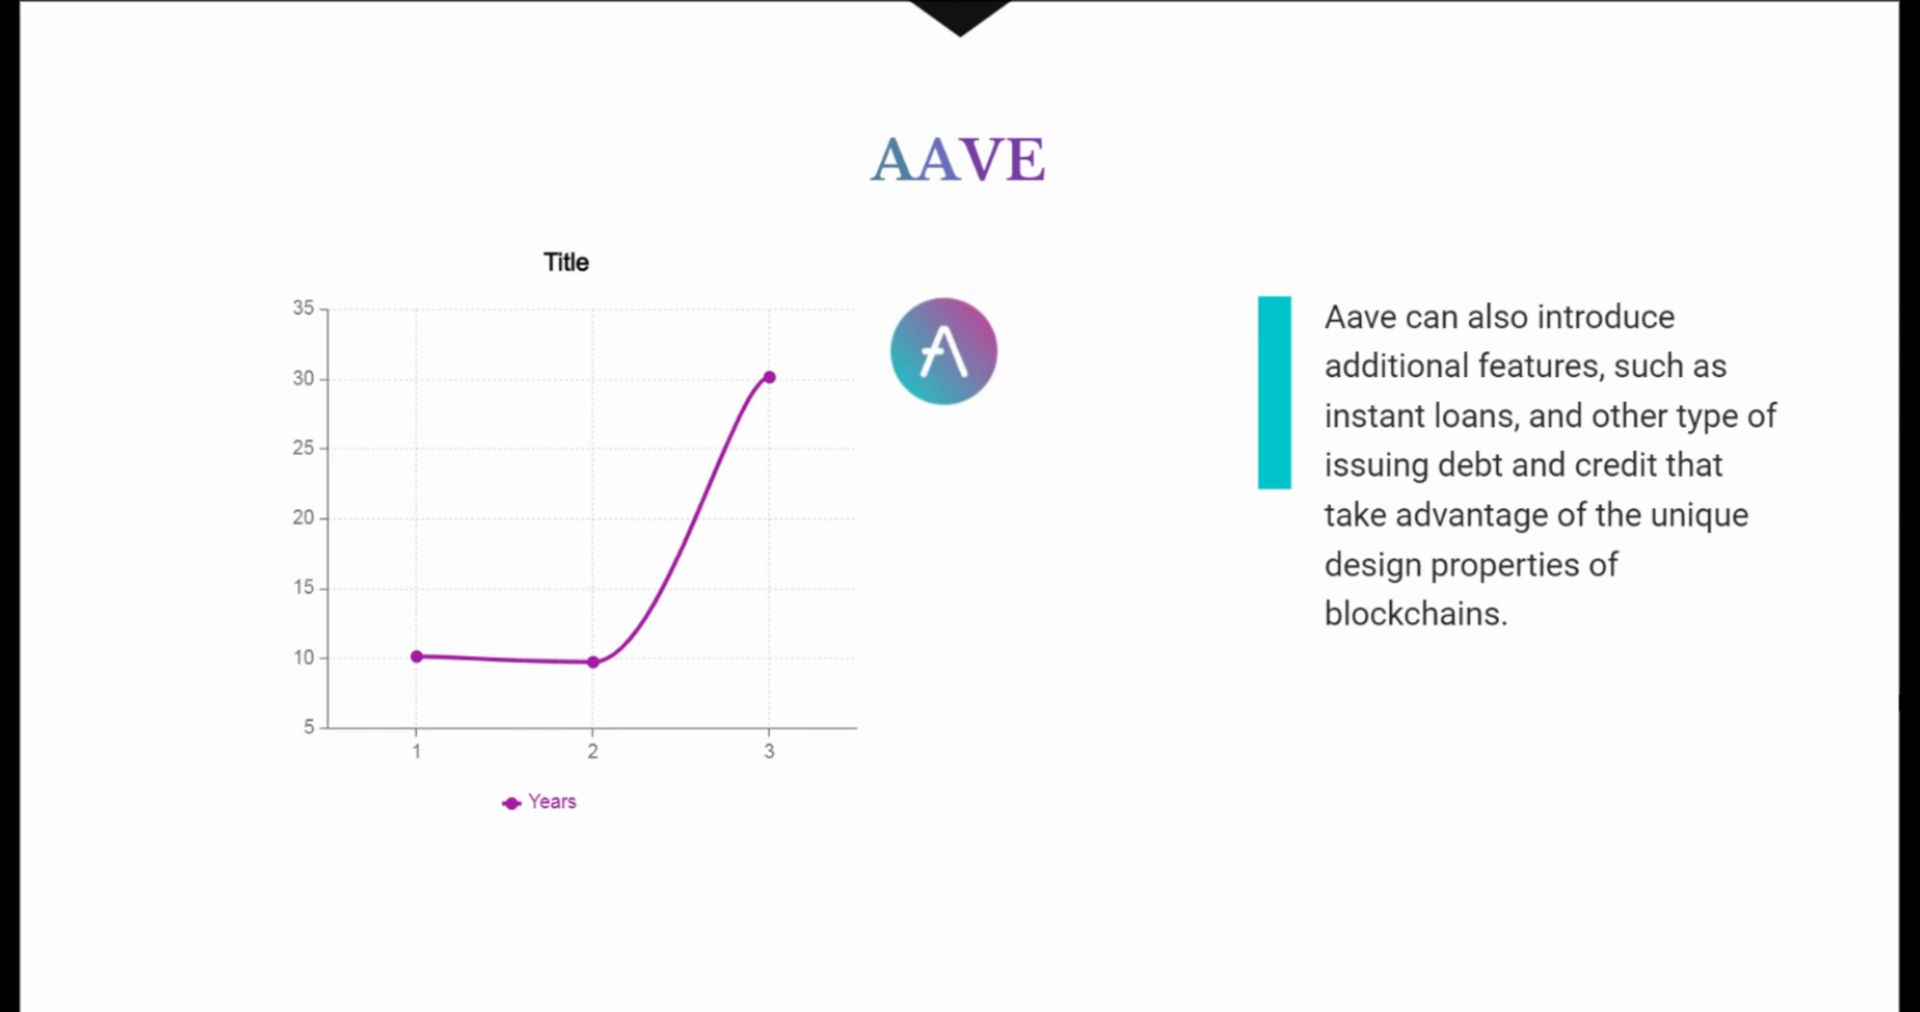 AAVE
Title
35
30
25
20
15
10
5
1 2 3
Years
Aave can also introduce
additional features, such as
instant loans, and other type of
issuing debt and credit that
take advantage of the unique
design properties of
blockchains.